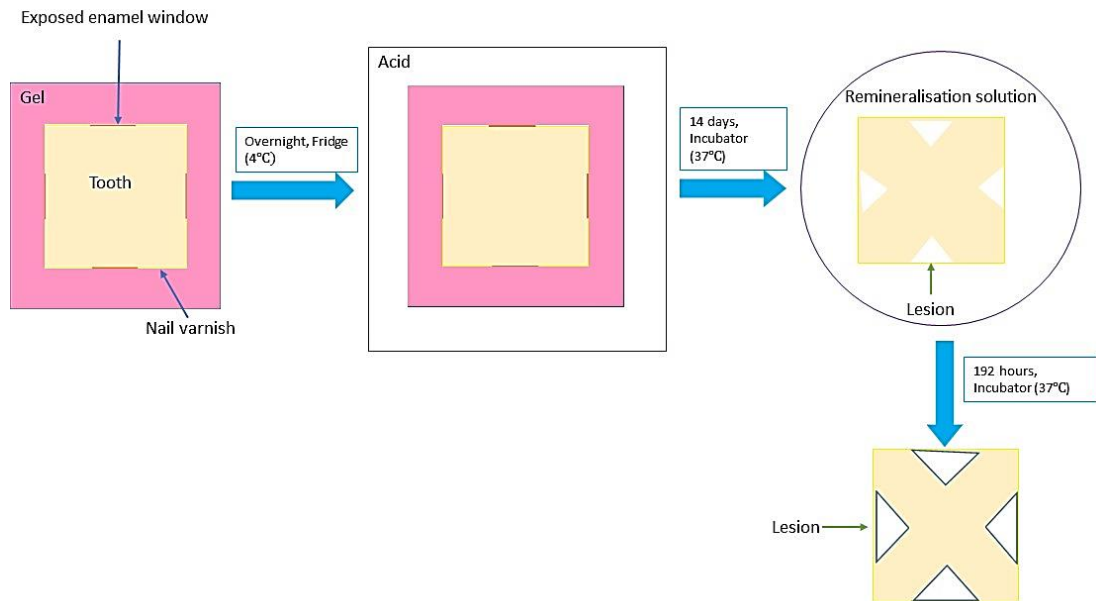 Exposed enamel window
Gel
Tooth
Nail varnish
Overnight, Fridge
(4℃)
Acid
14 days,
Incubator
(37℃)
Remineralisation solution
Lesion
192 hours,
Incubator (37℃)
Lesion